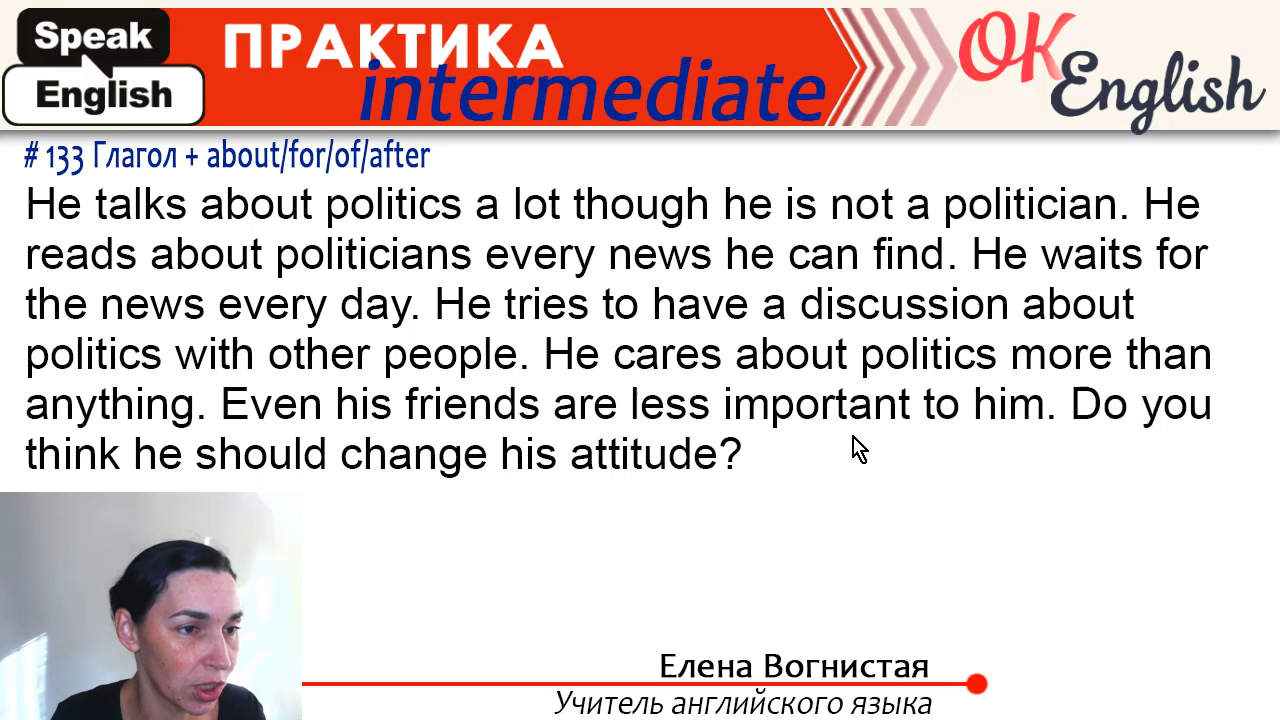 Speak
English
ПРАКТИКА
intermediate
OK
English
# 133 Глагол + about/for/of/after
He talks about politics a lot though he is not a politician. He
reads about politicians every news he can find. He waits for
the news every day. He tries to have a discussion about
politics with other people. He cares about politics more than
anything. Even his friends are less important to him. Do you
think he should change his attitude?
Елена Вогнистая
Учитель английского языка